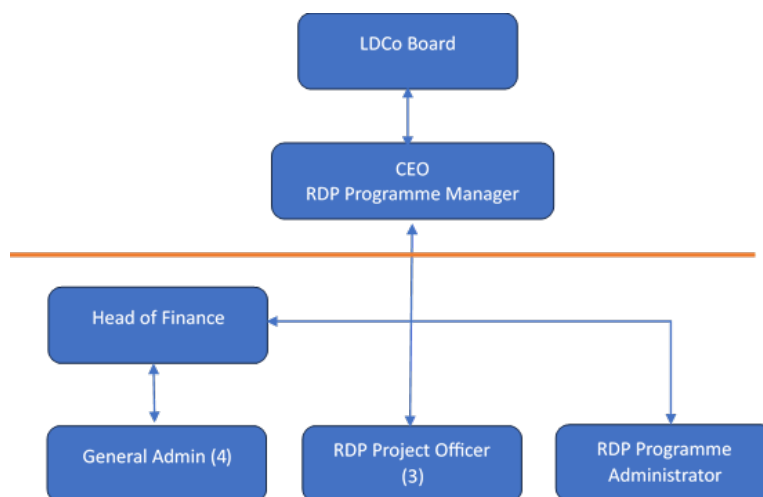 LDCo Board
CEO
RDP Programme Manager
Head of Finance
General Admin (4)
RDP Project Officer
(3)
RDP Programme
Administrator